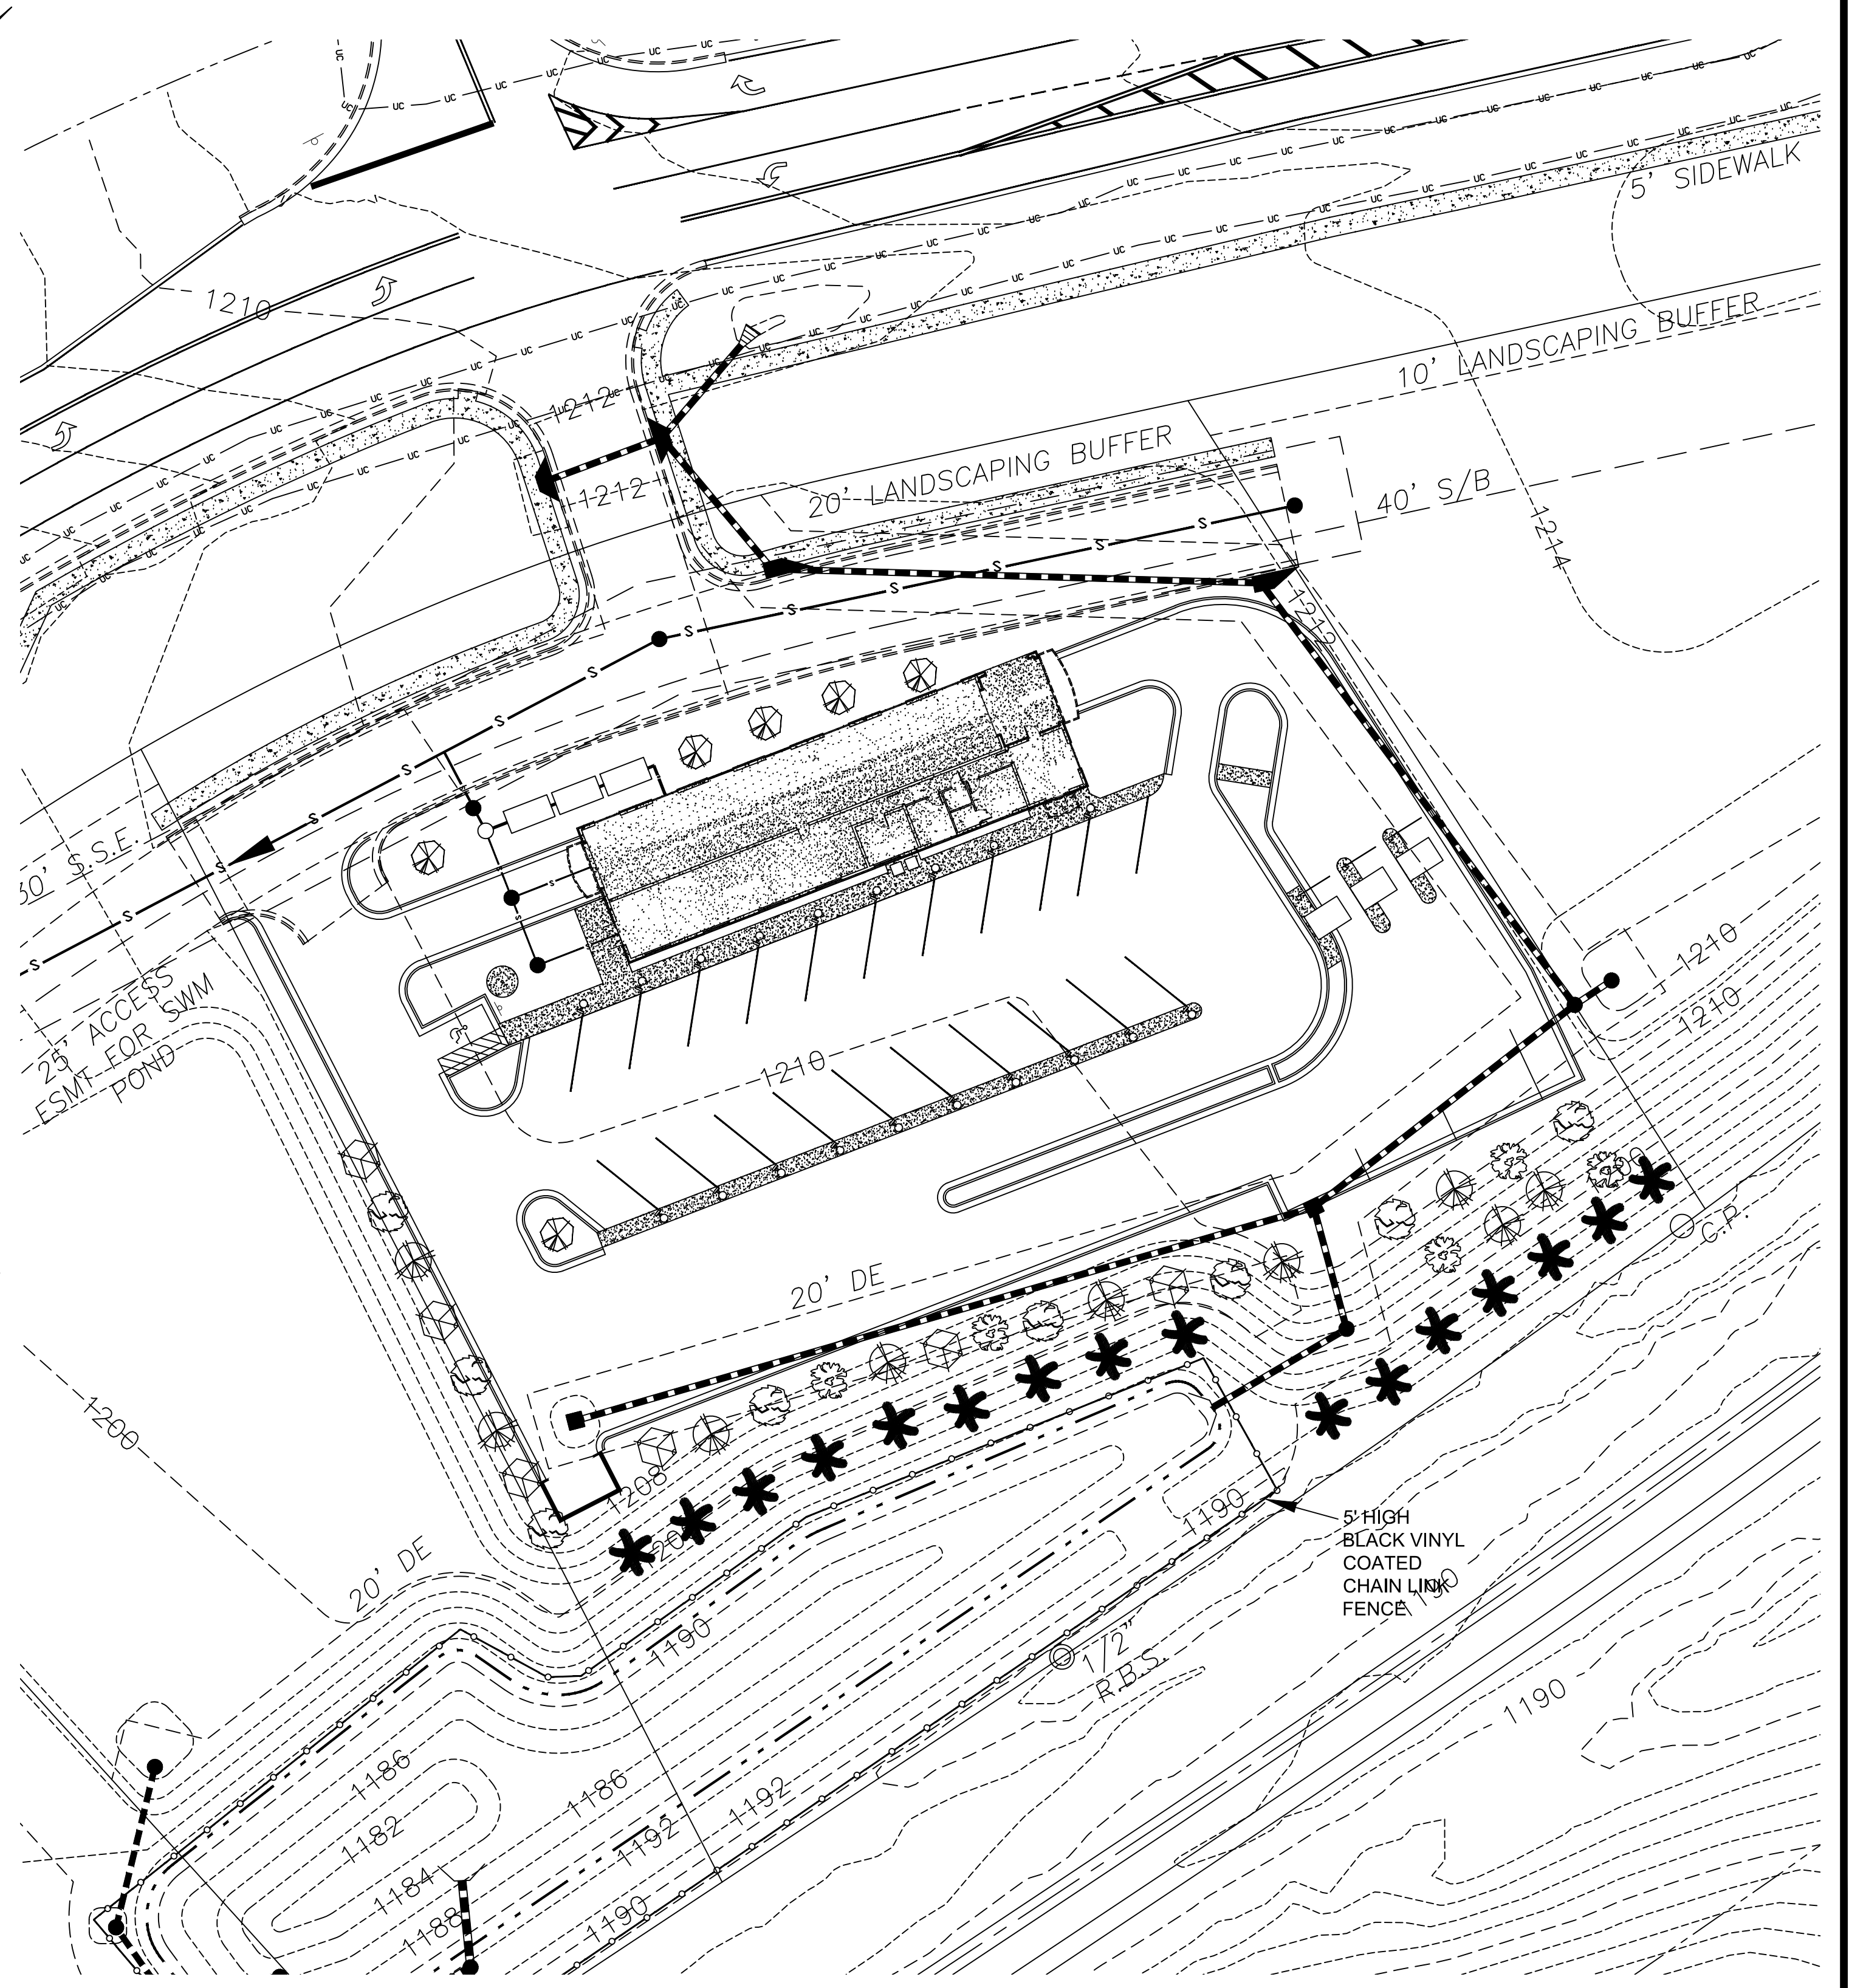 5' SIDEWALK
1210
10' LANDSCAPING BUFFER
1212
20' LANDSCAPING BUFFER
1212
40' S/B
1214
1212
S.S.E.
25' ACCESS
ESMT FOR SWM
POND
1210
1210
1210
C.P.
20' DE
1200
1208
1190
5' HIGH
BLACK VINYL
COATED
CHAIN LINK
FENCE
1190
20' DE
1190
1/2"
R.B.S.
1190
1186
1186
1192
1182
1192
1184
1188
1190